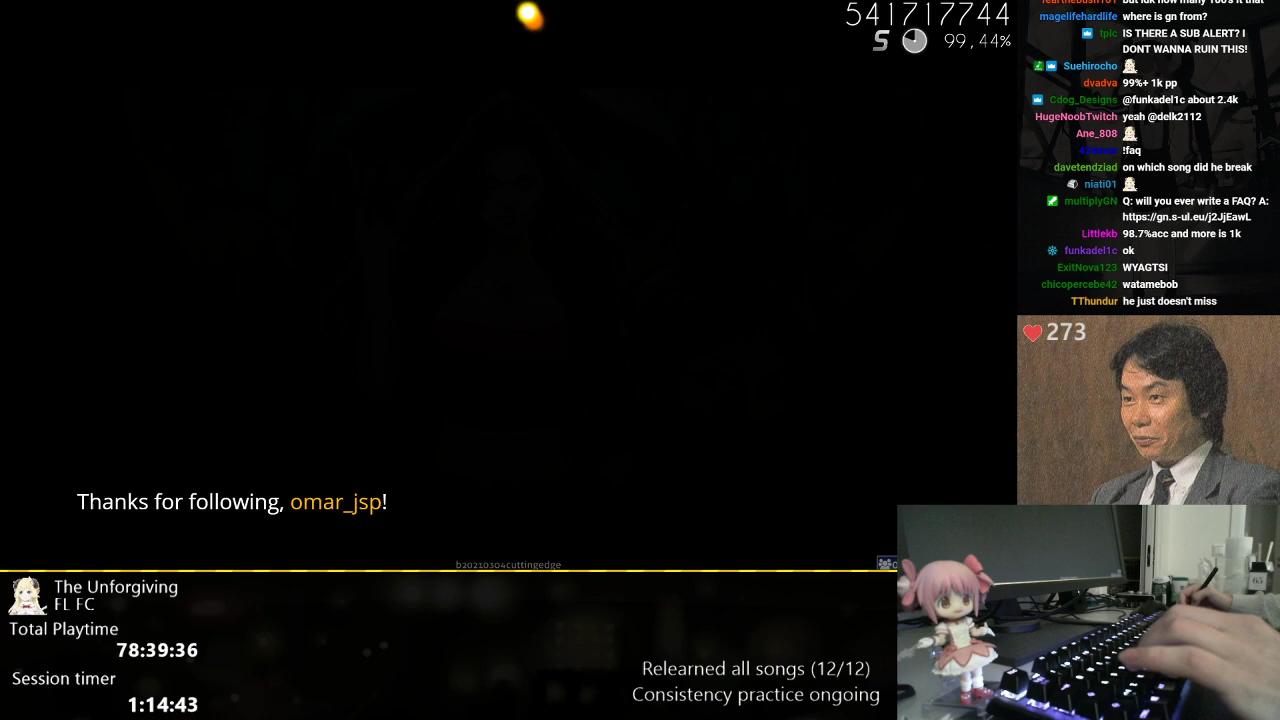 541717744
S 99,44%
magelifehardlife where is gn from?
tplc IS THERE A SUB ALERT? I
DONT WANNA RUIN THIS!
Suehirocho
dvadva 99%+ 1k pp
Cdog_Designs @funkadel1c about 2.4k
HugeNoobTwitch yeah @delk2112
Ane_808
!faq
davetendziad on which song did he break
niati01
multiplyGN Q: will you ever write a FAQ? A:
https://gn.s-ul.eu/j2JjEawL
Littlekb 98.7%acc and more is 1k
funkadel1c ok
ExitNova123 WYAGTSI
chicopercebe42 watamebob
TThundur he just doesn't miss
273
Thanks for following, omar_jsp!
b20210304cuttingedge
The Unforgiving
FL FC
Total Playtime
78:39:36
Session timer
1:14:43
Relearned all songs (12/12)
Consistency practice ongoing